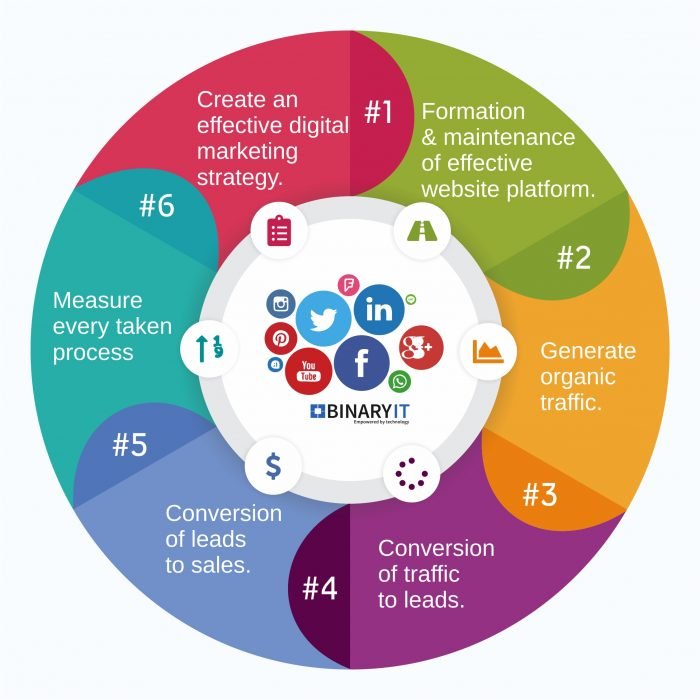 #1
Create an
effective digital
marketing
strategy.
#2
Formation
& maintenance
of effective
website platform.
#3
Generate
organic
traffic.
#4
Conversion
of traffic
to leads.
#5
Conversion
of leads
to sales.
#6
Measure
every taken
process
1
9
$
in
f
g+
You
Tube
BINARY IT
Empowered by technology